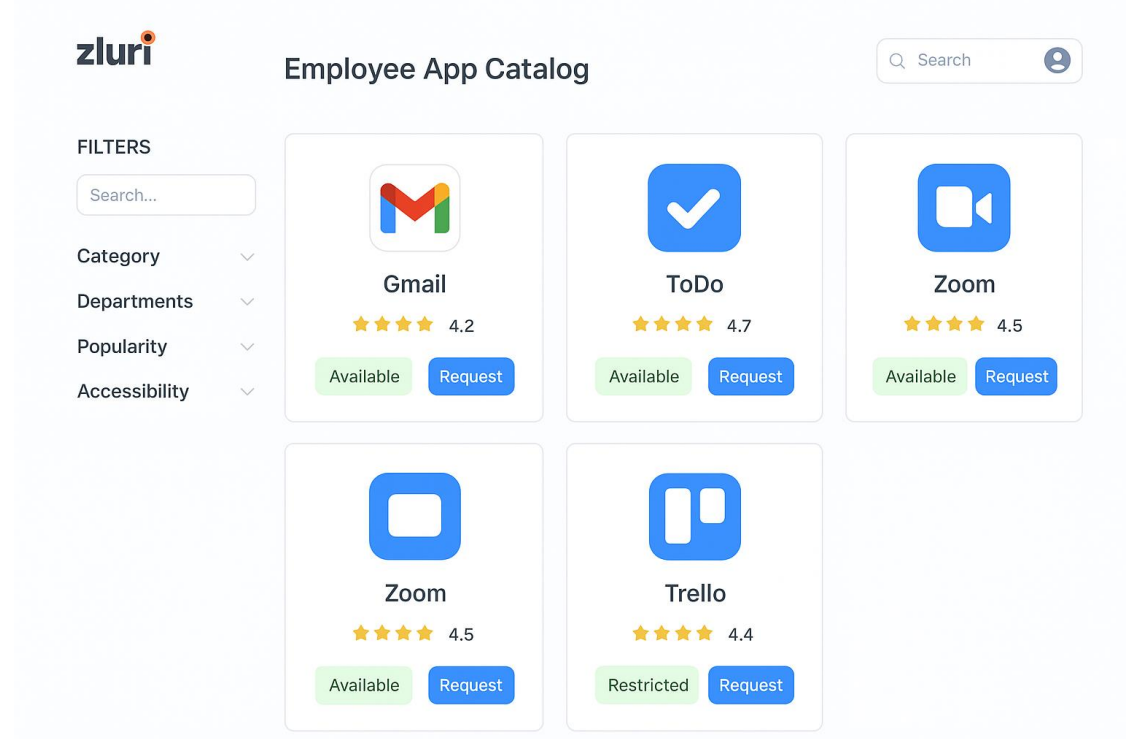 zluri
Employee App Catalog
Search
FILTERS
Search...
Category
Departments
Popularity
Accessibility
Gmail
4.2
Available Request
ToDo
4.7
Available Request
Zoom
4.5
Available Request
Zoom
4.5
Available Request
Trello
4.4
Restricted Request